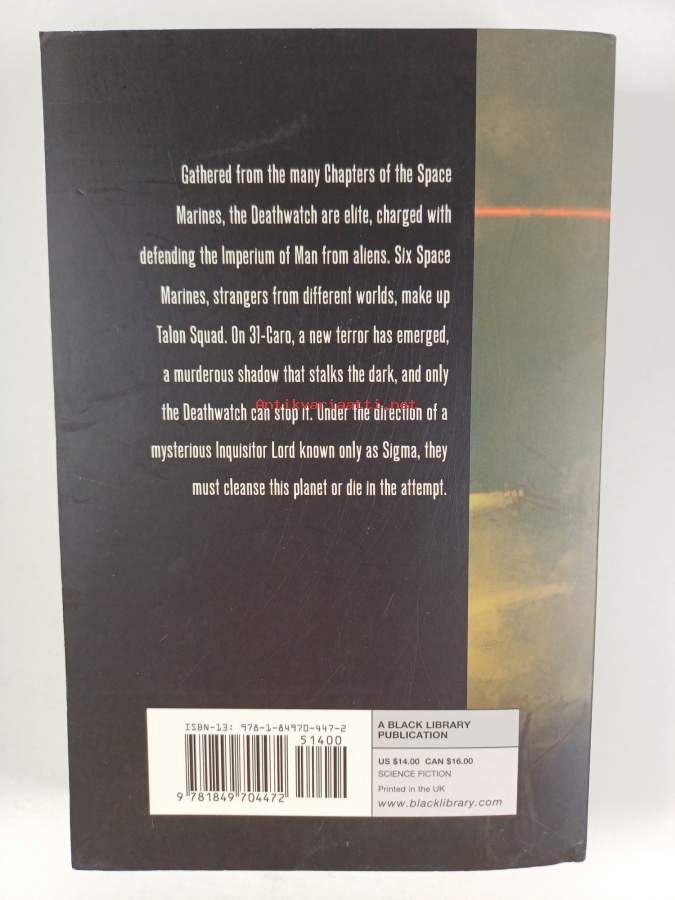 Gathered from the many Chapters of the Space
Marines, the Deathwatch are elite, charged with
defending the Imperium of Man from aliens. Six Space
Marines, strangers from different worlds, make up
Talon Squad. On 31-Caro, a new terror has emerged,
a murderous shadow that stalks the dark, and only
Antikvariaatti.net
the Deathwatch can stop it. Under the direction of a
mysterious Inquisitor Lord known only as Sigma, they
must cleanse this planet or die in the attempt.
ISBN-13: 978-1-84970-447-2
51400
9 781849 704472
A BLACK LIBRARY
PUBLICATION
US $14.00 CAN $16.00
SCIENCE FICTION
Printed in the UK
www.blacklibrary.com